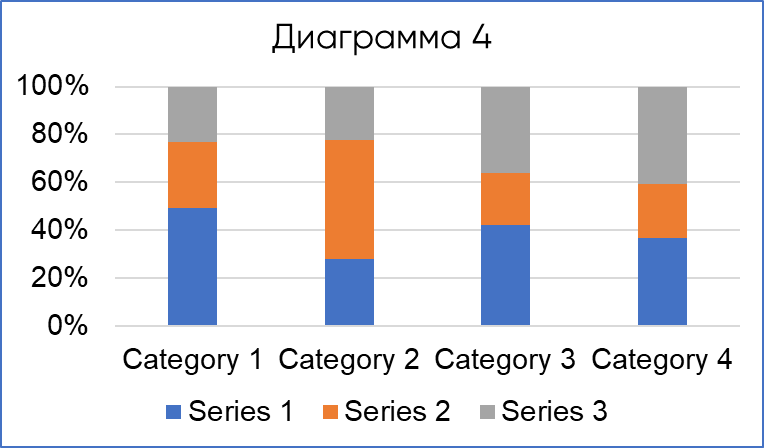 Диаграмма 4
100%
80%
60%
40%
20%
0%
Category 1 Category 2 Category 3 Category 4
Series 1 Series 2 Series 3